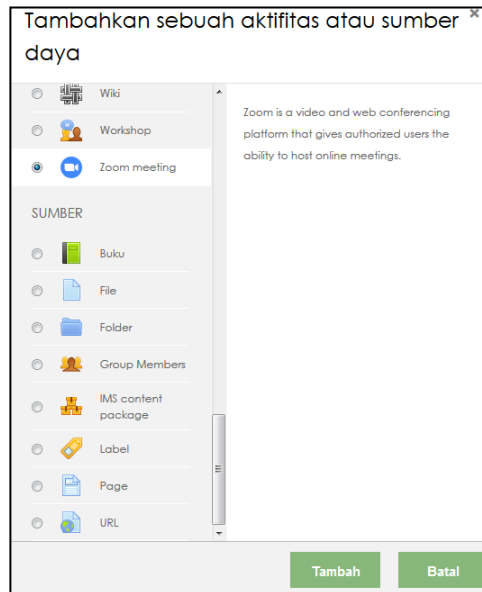 Tambahkan sebuah aktifitas atau sumber
daya
×
Wiki
Workshop
Zoom meeting
SUMBER
Buku
File
Folder
Group Members
IMS content
package
Label
Page
URL
Zoom is a video and web conferencing
platform that gives authorized users the
ability to host online meetings.
Tambah
Batal